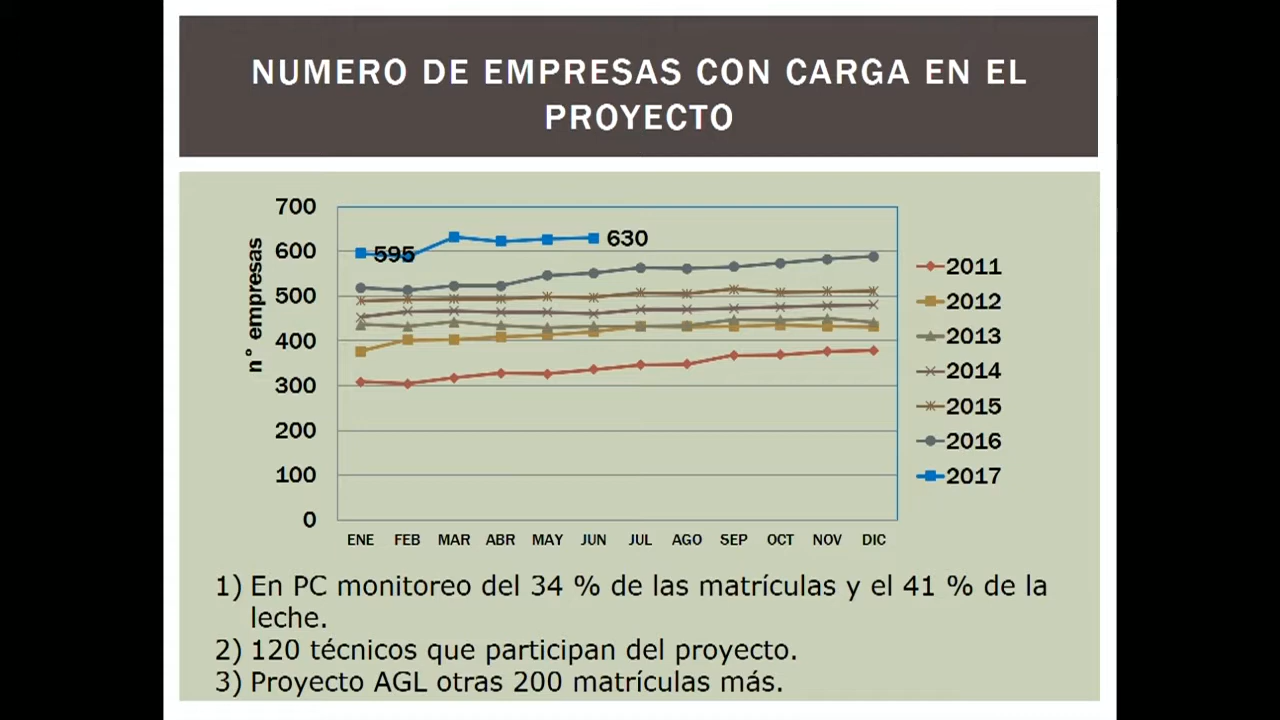 NUMERO DE EMPRESAS CON CARGA EN EL
PROYECTO
n° empresas
700
600
500
400
300
200
100
0
595
630
ENE FEB MAR ABR MAY JUN JUL AGO SEP OCT NOV DIC
2011
2012
2013
2014
2015
2016
2017
1) En PC monitoreo del 34 % de las matrículas y el 41 % de la
leche.
2) 120 técnicos que participan del proyecto.
3) Proyecto AGL otras 200 matrículas más.